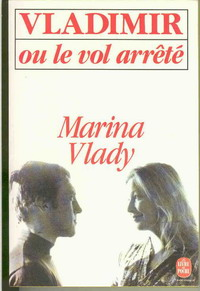 VLADIMIR
ou le vol arrêté
Marina
Vlady
LE LIVRE
DE POCHE